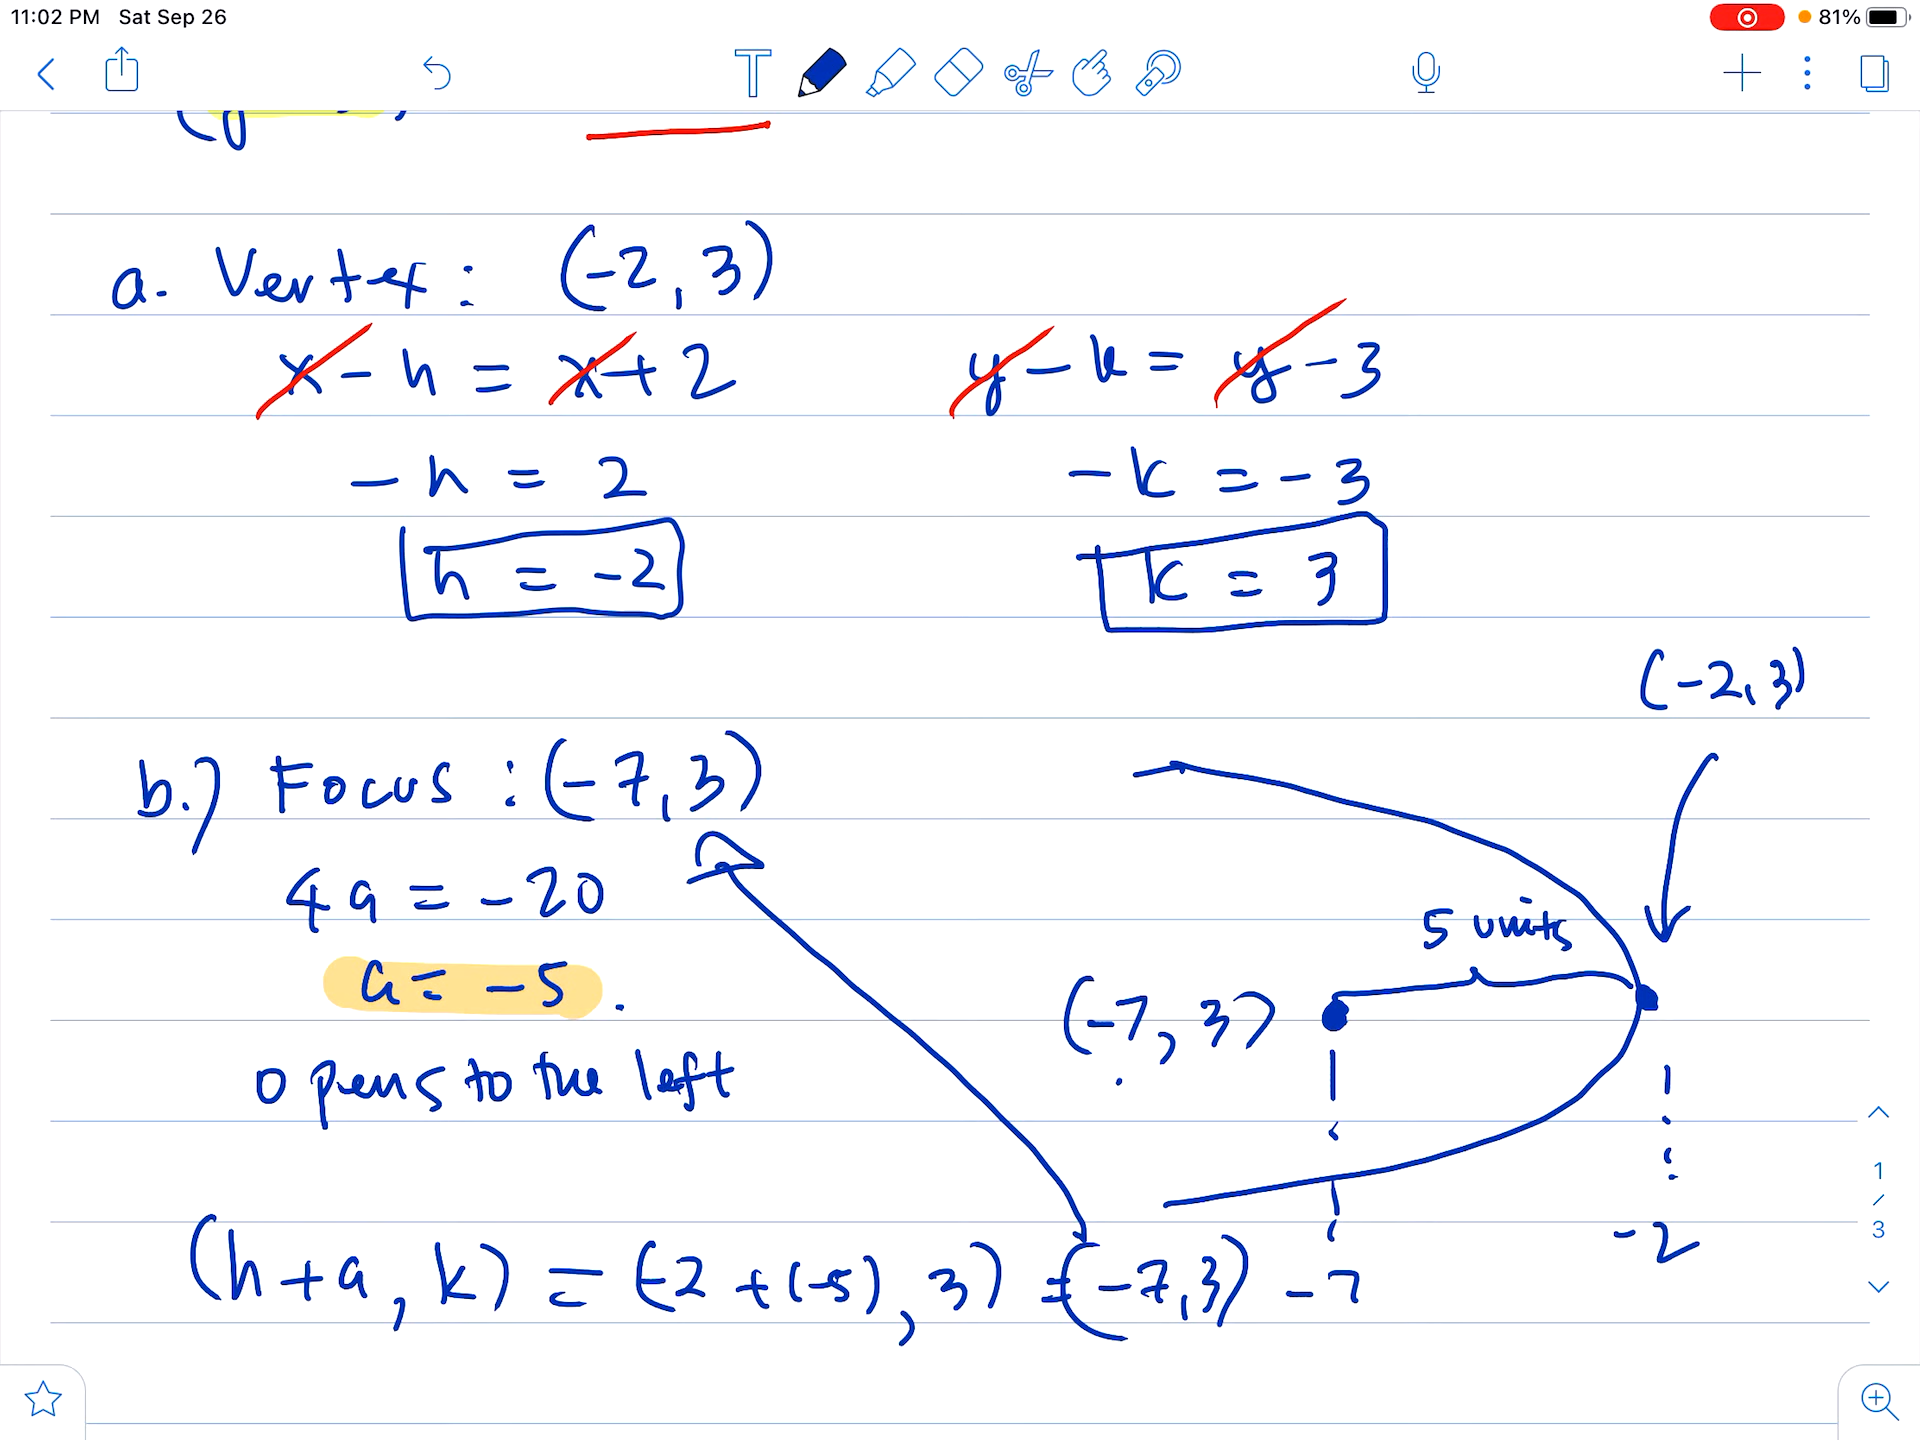 11:02 PM Sat Sep 26
81%
T
a. Vertex: (-2, 3)
x - h = x + 2
y - k = y - 3
- h = 2
- k = - 3
h = -2
k = 3
(-2, 3)
b.) Focus : (-7, 3)
4a = -20
5 units
a = -5 .
(-7, 3)
opens to the left
-2
(h+a, k) = (-2 + (-5), 3) = (-7, 3)
-7
1
/
3